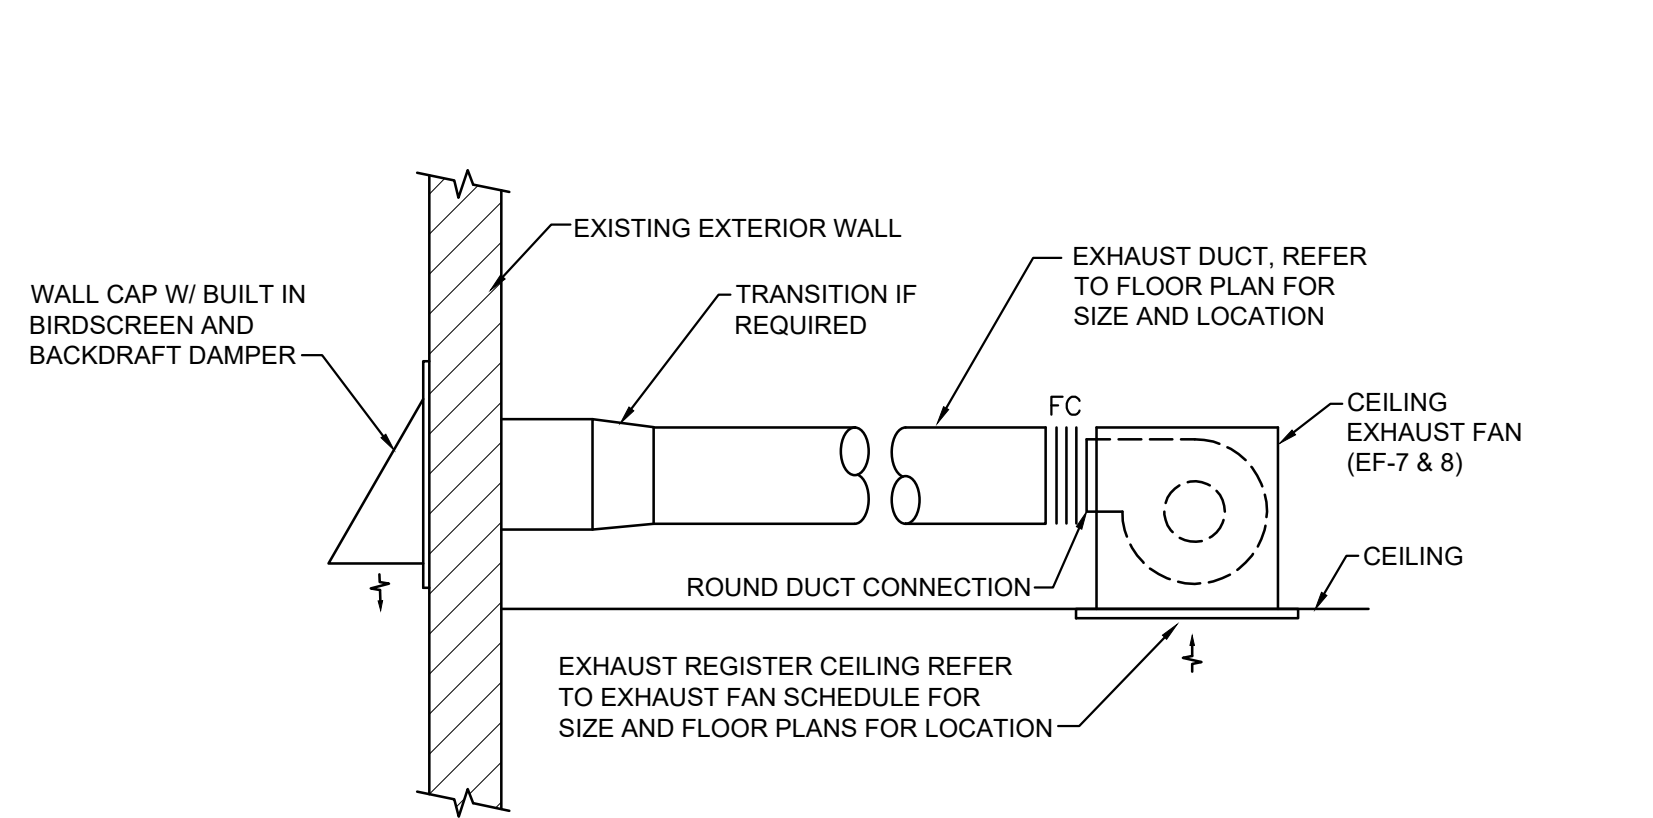 EXISTING EXTERIOR WALL
EXHAUST DUCT, REFER
TO FLOOR PLAN FOR
SIZE AND LOCATION
WALL CAP W/ BUILT IN
BIRDSCREEN AND
BACKDRAFT DAMPER
TRANSITION IF
REQUIRED
FC
CEILING
EXHAUST FAN
(EF-7 & 8)
CEILING
ROUND DUCT CONNECTION
EXHAUST REGISTER CEILING REFER
TO EXHAUST FAN SCHEDULE FOR
SIZE AND FLOOR PLANS FOR LOCATION